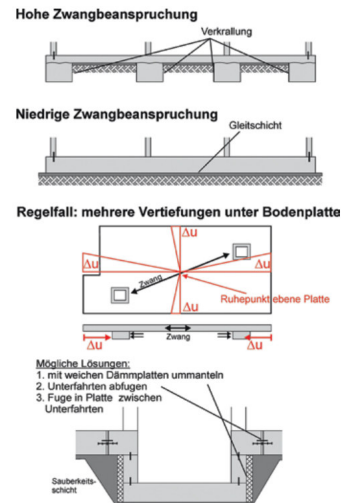 Hohe Zwangbeanspruchung
Verkrallung
Niedrige Zwangbeanspruchung
Gleitschicht
Regelfall: mehrere Vertiefungen unter Bodenplatte
Δu
Δu
Δu
Zwang
Ruhepunkt ebene Platte
Δu
Δu
Zwang
Δu
Mögliche Lösungen:
1. mit weichen Dämmplatten ummanteln
2. Unterfahrten abfugen
3. Fuge in Platte zwischen
Unterfahrten
Sauberkeits-
schicht